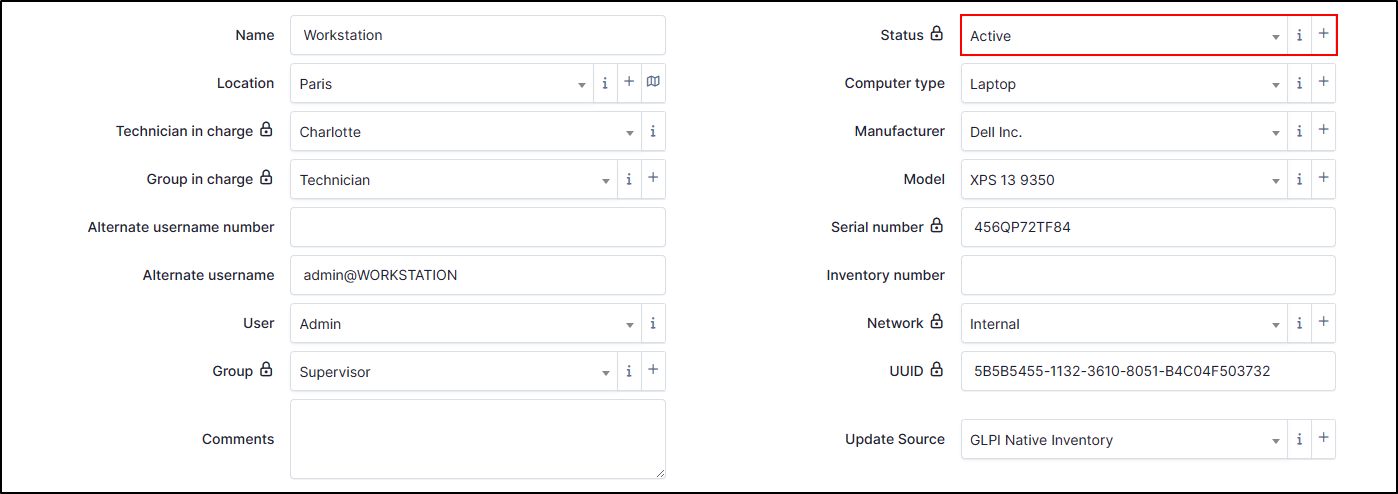 Name Workstation
Status Active
Location Paris
Computer type Laptop
Technician in charge Charlotte
Manufacturer Dell Inc.
Group in charge Technician
Model XPS 13 9350
Alternate username number
Serial number 456QP72TF84
Alternate username admin@WORKSTATION
Inventory number
User Admin
Network Internal
Group Supervisor
UUID 5B5B5455-1132-3610-8051-B4C04F503732
Comments
Update Source GLPI Native Inventory